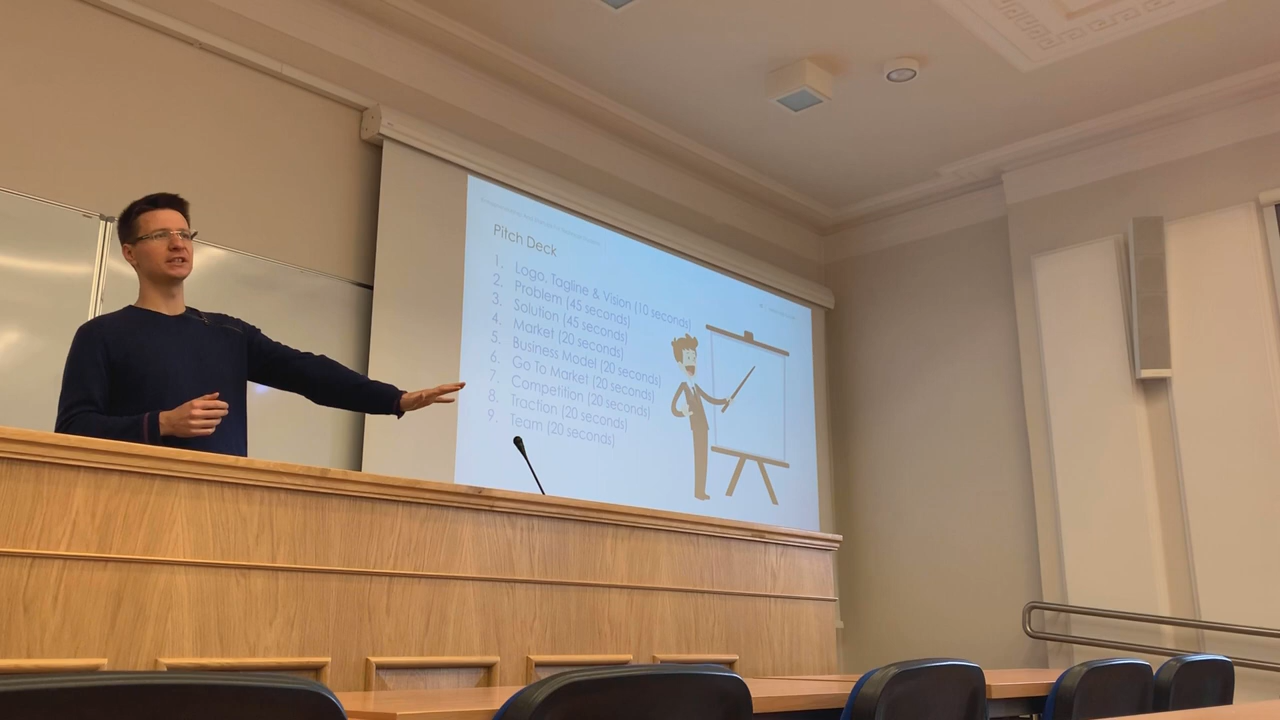 Pitch Deck
1. Logo, Tagline & Vision (10 seconds)
2. Problem (45 seconds)
3. Solution (45 seconds)
4. Market (20 seconds)
5. Business Model (20 seconds)
6. Go To Market (20 seconds)
7. Competition (20 seconds)
8. Traction (20 seconds)
9. Team (20 seconds)